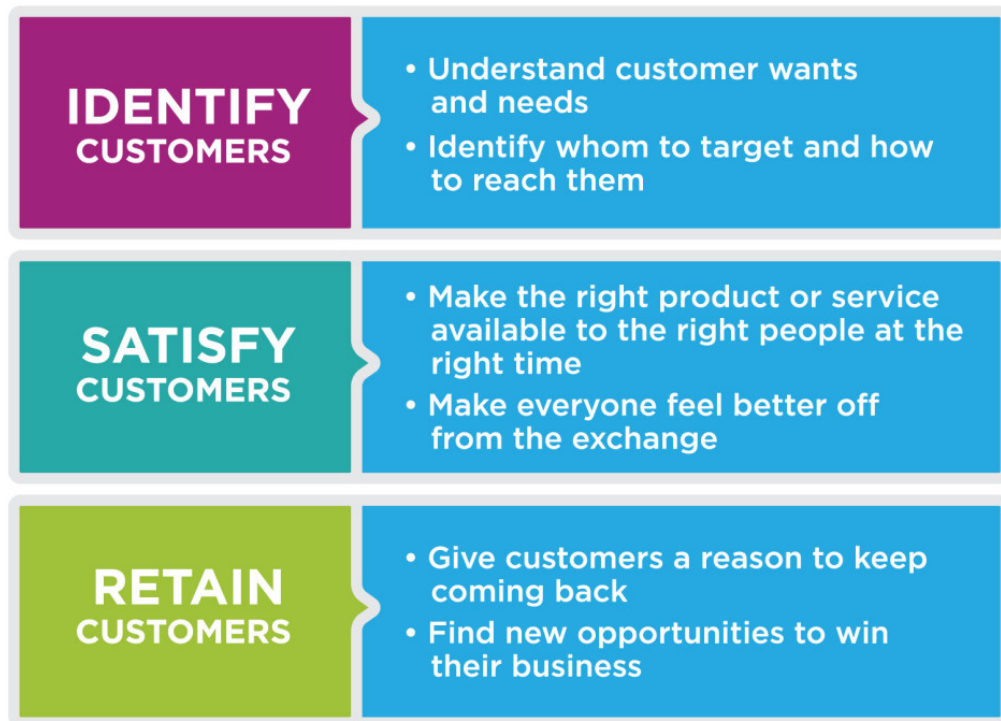 IDENTIFY
CUSTOMERS
• Understand customer wants
and needs
• Identify whom to target and how
to reach them
SATISFY
CUSTOMERS
• Make the right product or service
available to the right people at the
right time
• Make everyone feel better off
from the exchange
RETAIN
CUSTOMERS
• Give customers a reason to keep
coming back
• Find new opportunities to win
their business